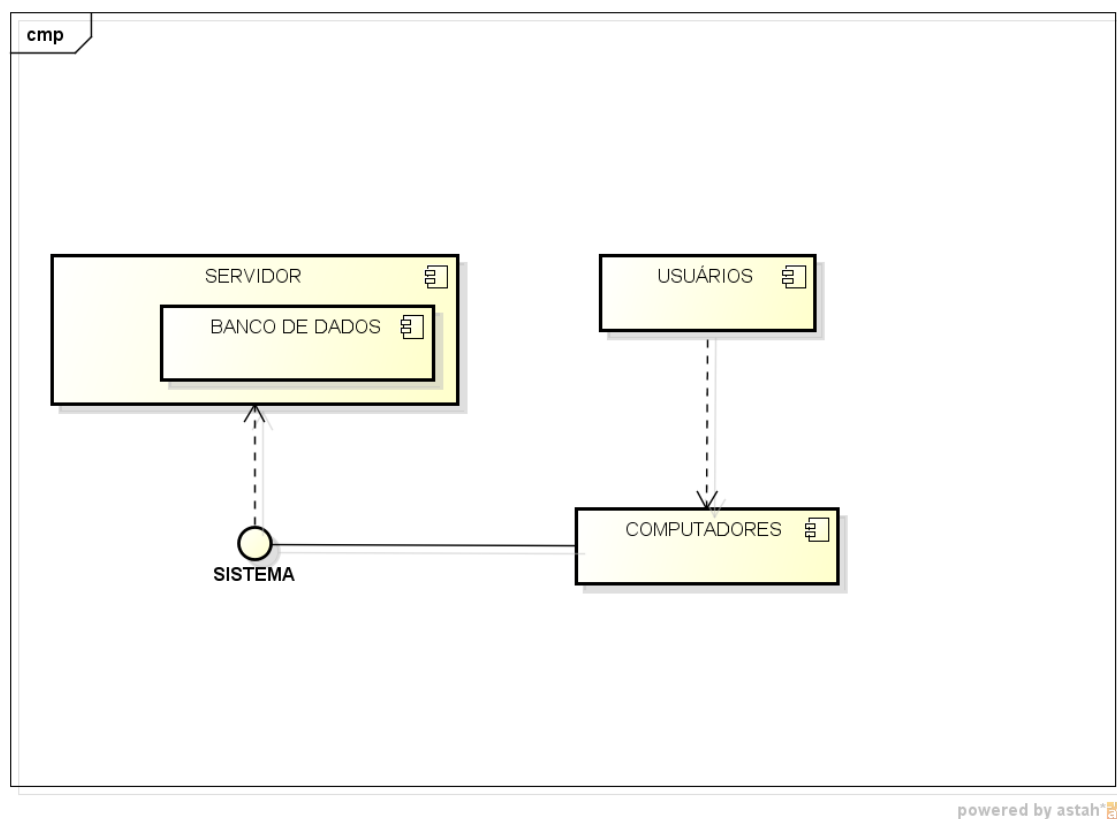 cmp
SERVIDOR
BANCO DE DADOS
USUÁRIOS
SISTEMA
COMPUTADORES
powered by astah*